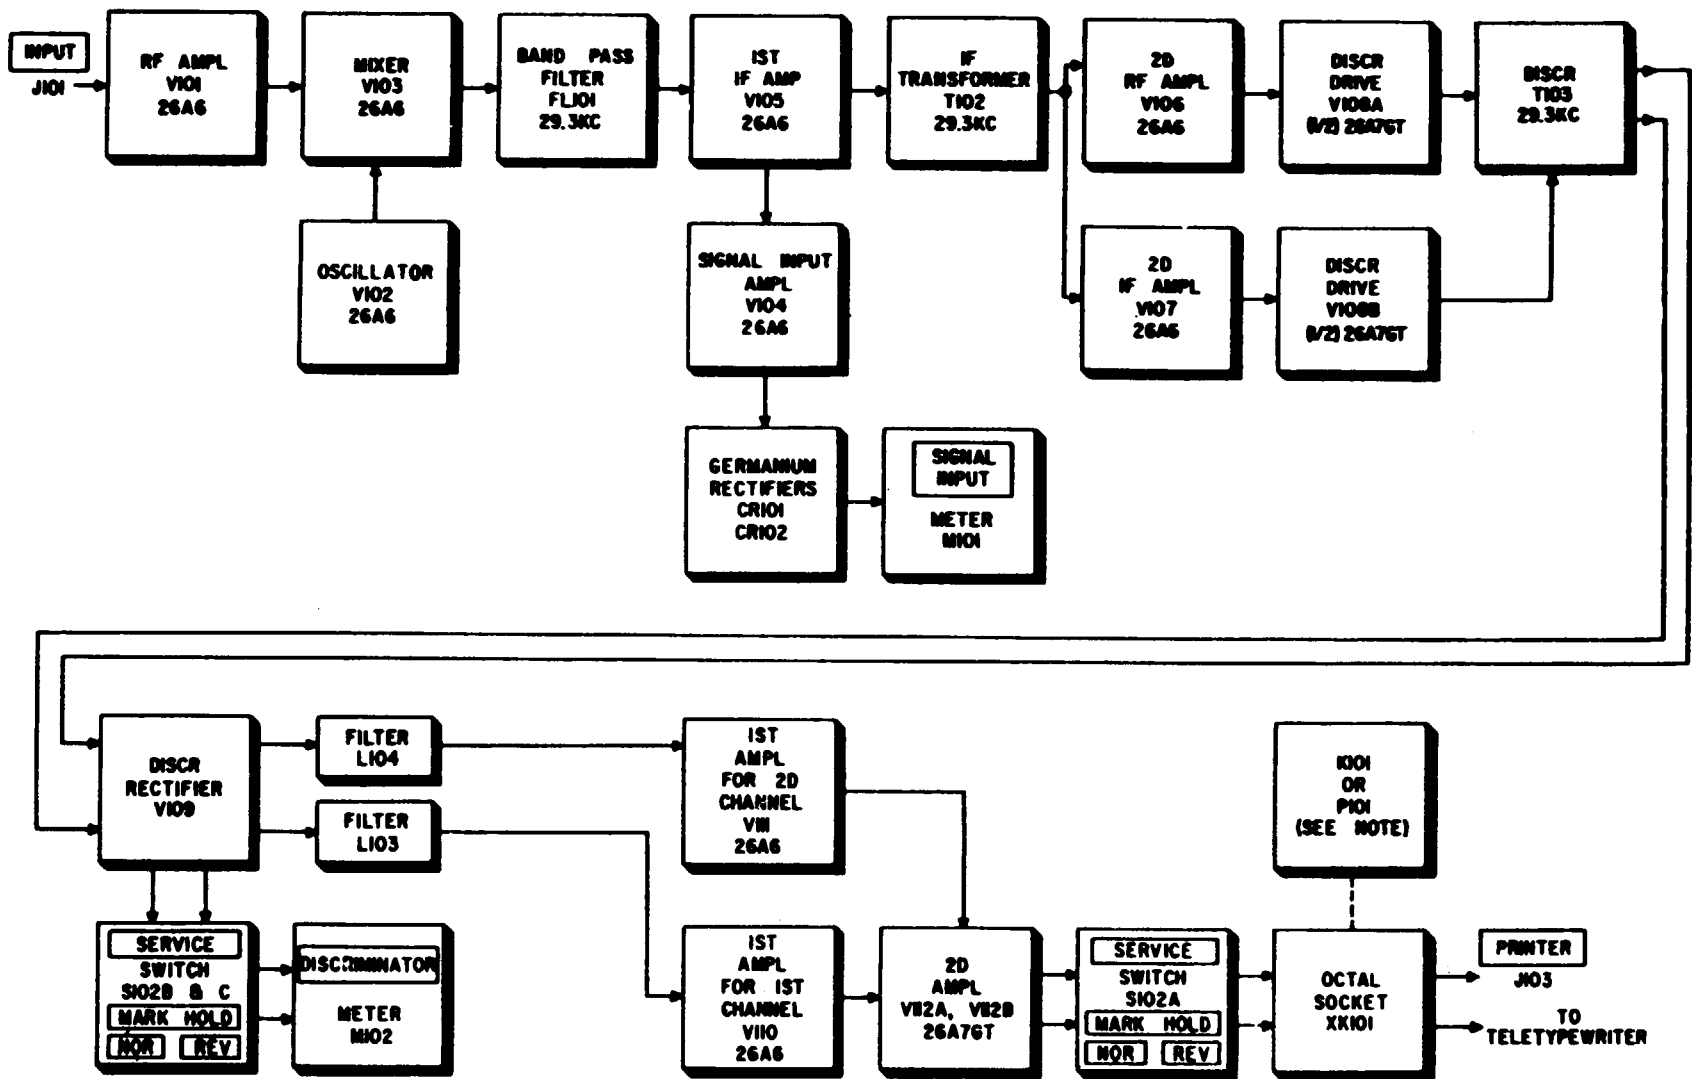 INPUT
J101
RF AMPL
V101
26A6
MIXER
V103
26A6
BAND PASS
FILTER
FL101
29.3KC
1ST
IF AMP
V105
26A6
IF
TRANSFORMER
T102
29.3KC
2D
RF AMPL
V106
26A6
DISCR
DRIVE
V108A
(1/2) 26A7GT
DISCR
T103
29.3KC
OSCILLATOR
V102
26A6
SIGNAL INPUT
AMPL
V104
26A6
2D
IF AMPL
V107
26A6
DISCR
DRIVE
V108B
(1/2) 26A7GT
GERMANIUM
RECTIFIERS
CR101
CR102
SIGNAL
INPUT
METER
M101
DISCR
RECTIFIER
V109
FILTER
L104
FILTER
L103
1ST
AMPL
FOR 2D
CHANNEL
V111
26A6
K101
OR
P101
(SEE NOTE)
SERVICE
SWITCH
S102B & C
MARK HOLD
NOR REV
DISCRIMINATOR
METER
M102
1ST
AMPL
FOR 1ST
CHANNEL
V110
26A6
2D
AMPL
V112A, V112B
26A7GT
SERVICE
SWITCH
S102A
MARK HOLD
NOR REV
OCTAL
SOCKET
XK101
PRINTER
J103
TO
TELETYPEWRITER